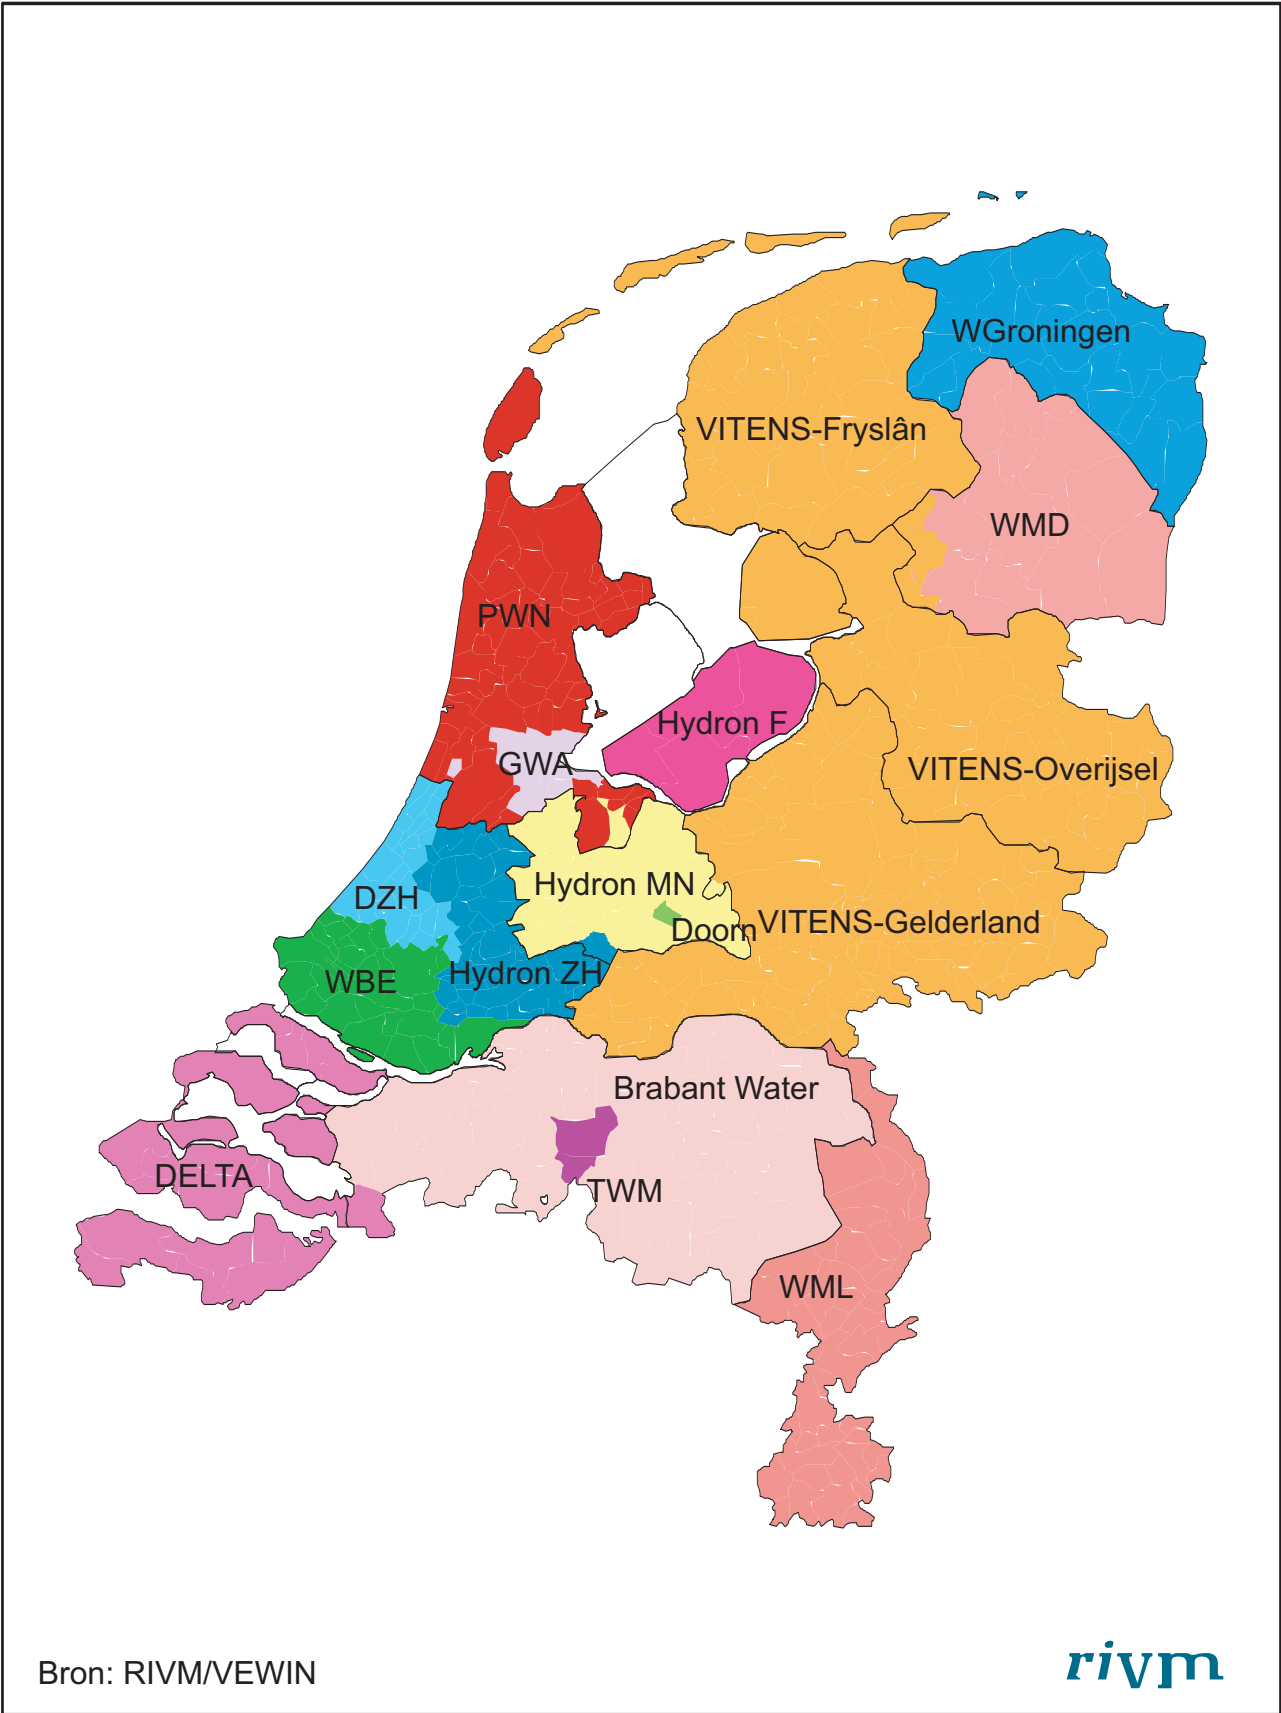 WGroningen
VITENS-Fryslân
WMD
PWN
Hydron F
GWA
VITENS-Overijsel
Hydron MN
DZH
Doorn
VITENS-Gelderland
Hydron ZH
WBE
Brabant Water
DELTA
TWM
WML
Bron: RIVM/VEWIN
rivm